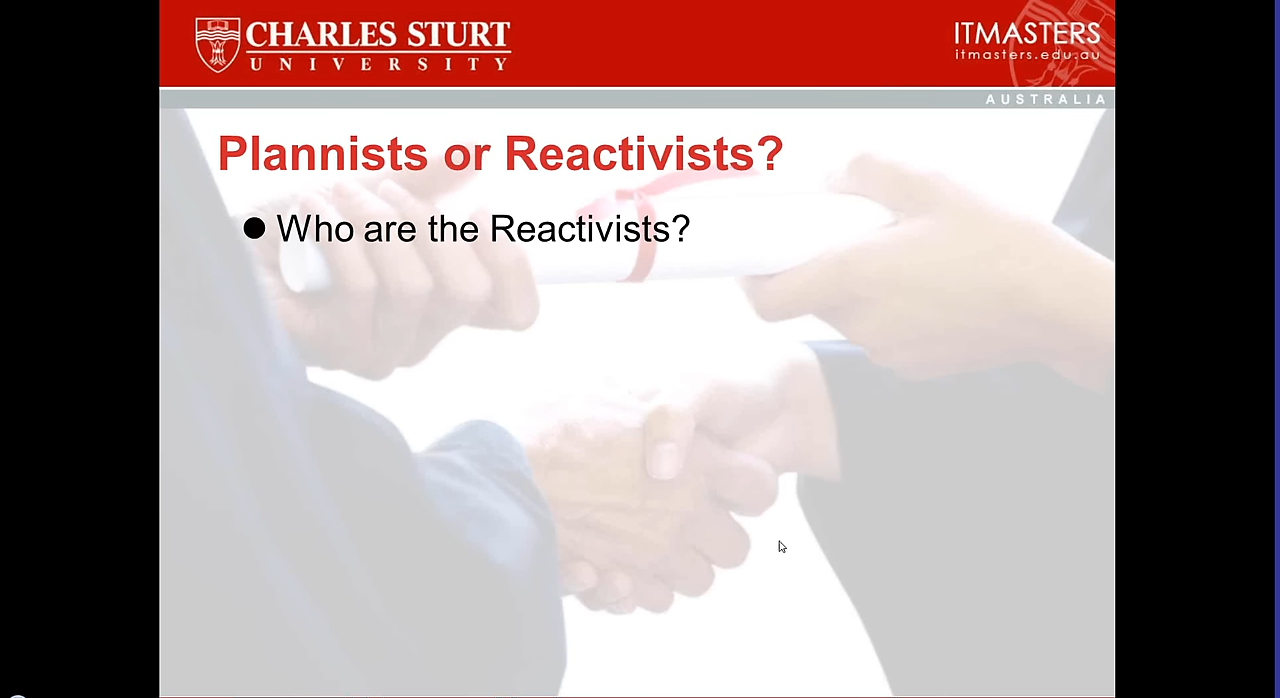 CHARLES STURT
UNIVERSITY
ITMASTERS
itmasters.edu.au
AUSTRALIA
Plannists or Reactivists?
● Who are the Reactivists?